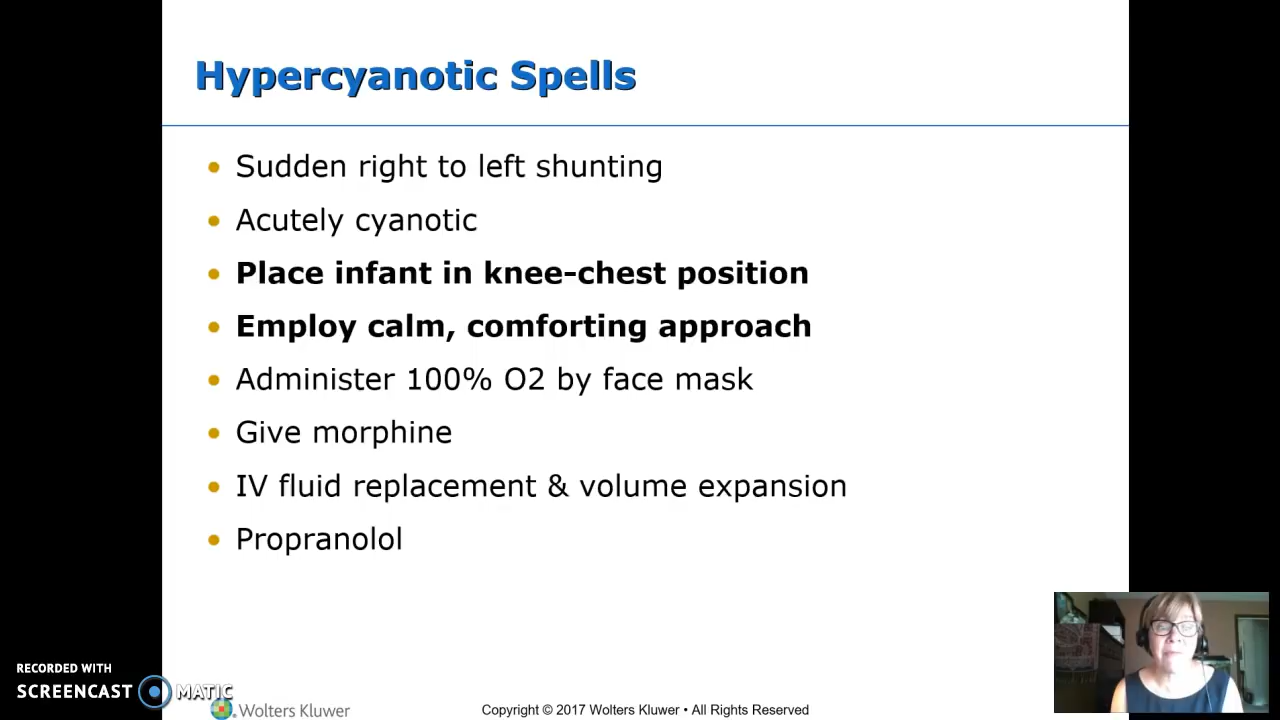 Hypercyanotic Spells
• Sudden right to left shunting
• Acutely cyanotic
• Place infant in knee-chest position
• Employ calm, comforting approach
• Administer 100% O2 by face mask
• Give morphine
• IV fluid replacement & volume expansion
• Propranolol
RECORDED WITH
SCREENCAST MATIC
Wolters Kluwer
Copyright © 2017 Wolters Kluwer • All Rights Reserved